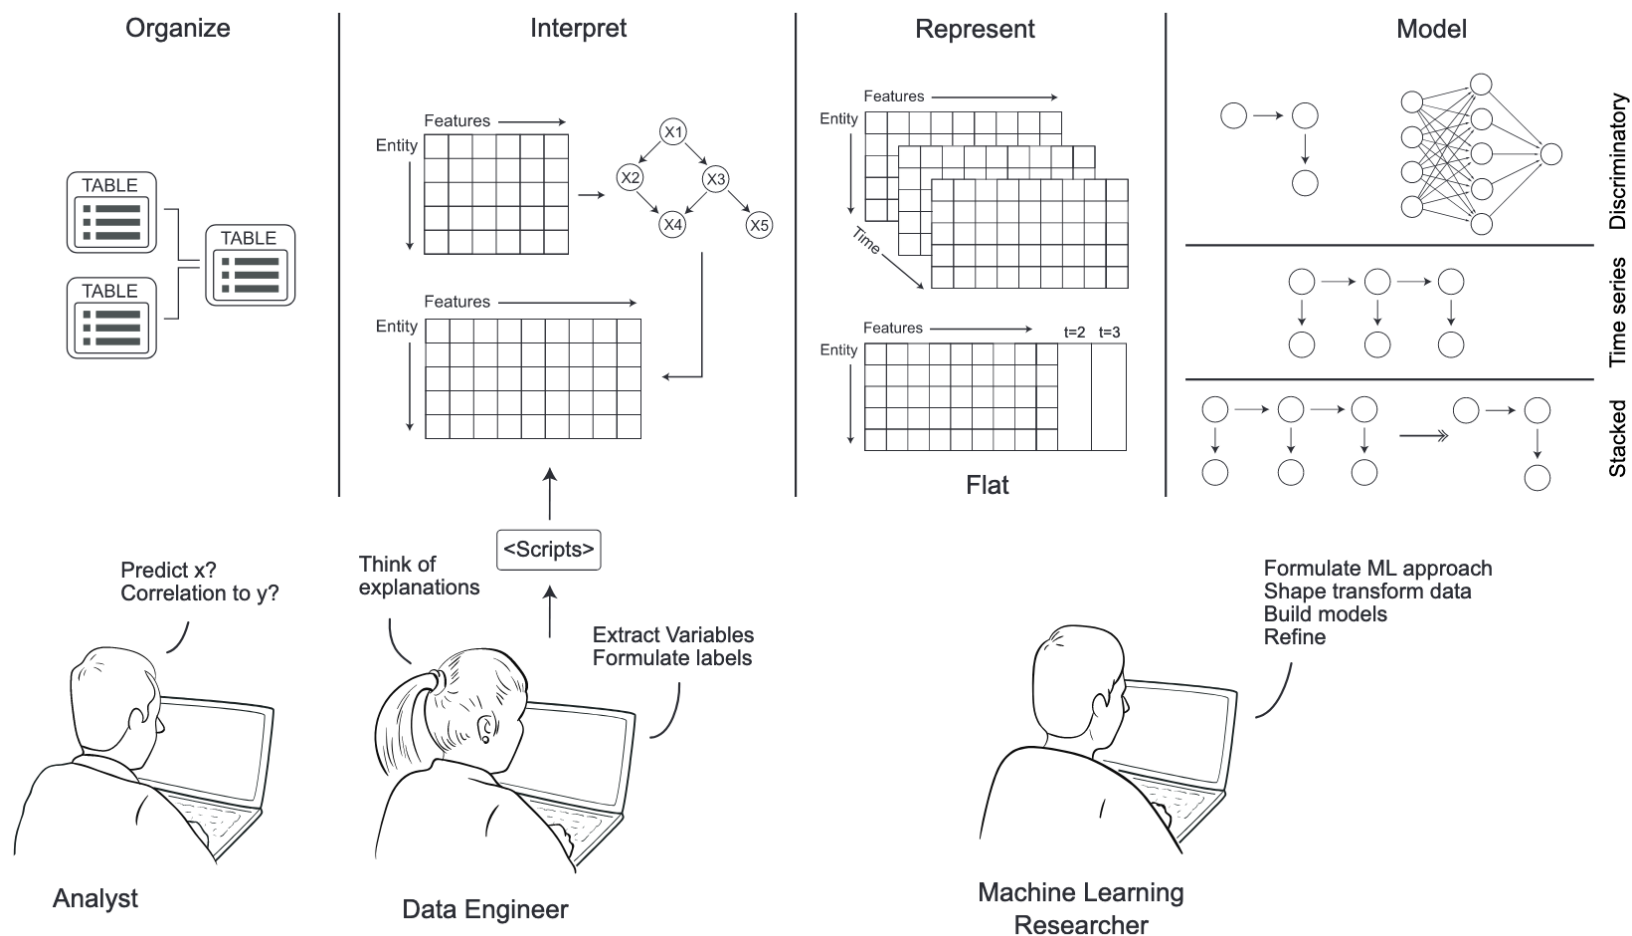 Organize
Interpret
Represent
Model
TABLE
TABLE
TABLE
Features
Entity
X1
X2
X3
X4
X5
Features
Entity
Features
Entity
Time
Features
t=2
t=3
Entity
Flat
Discriminatory
Time series
Stacked
<Scripts>
Predict x?
Correlation to y?
Think of
explanations
Extract Variables
Formulate labels
Formulate ML approach
Shape transform data
Build models
Refine
Analyst
Data Engineer
Machine Learning
Researcher